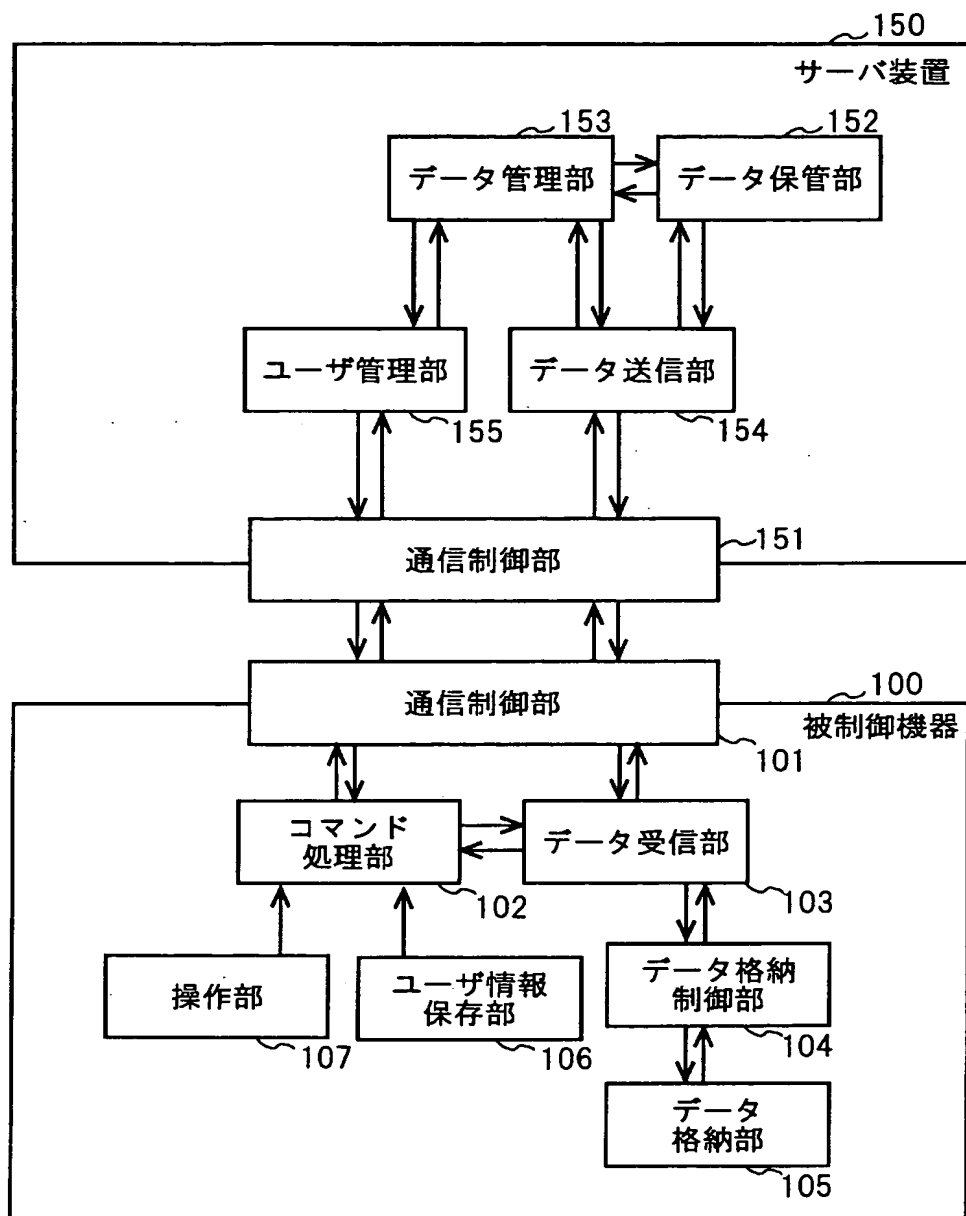 150
サーバ装置
153
152
データ管理部
データ保管部
ユーザ管理部
データ送信部
155
154
通信制御部
151
通信制御部
100
被制御機器
101
コマンド
処理部
データ受信部
102
103
操作部
ユーザ情報
保存部
データ格納
制御部
107
106
104
データ
格納部
105